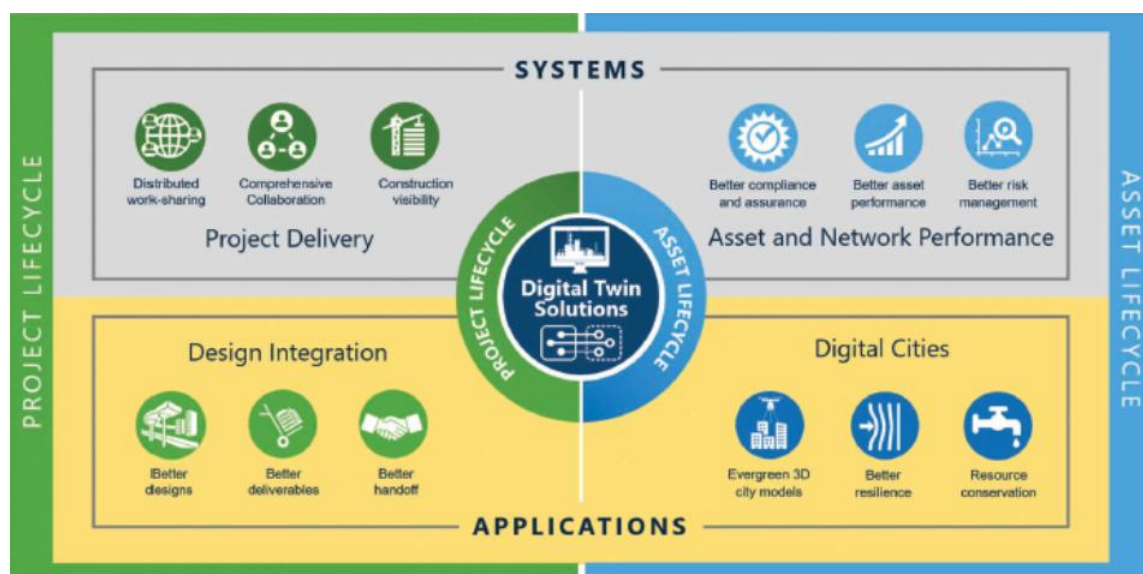 SYSTEMS
PROJECT LIFECYCLE
Distributed
work-sharing
Comprehensive
Collaboration
Construction
visibility
Project Delivery
Better compliance
and assurance
Better asset
performance
Better risk
management
Asset and Network Performance
ASSET LIFECYCLE
PROJECT LIFECYCLE
Digital Twin
Solutions
ASSET LIFECYCLE
Design Integration
Better
designs
Better
deliverables
Better
handoff
Digital Cities
Evergreen 3D
city models
Better
resilience
Resource
conservation
APPLICATIONS